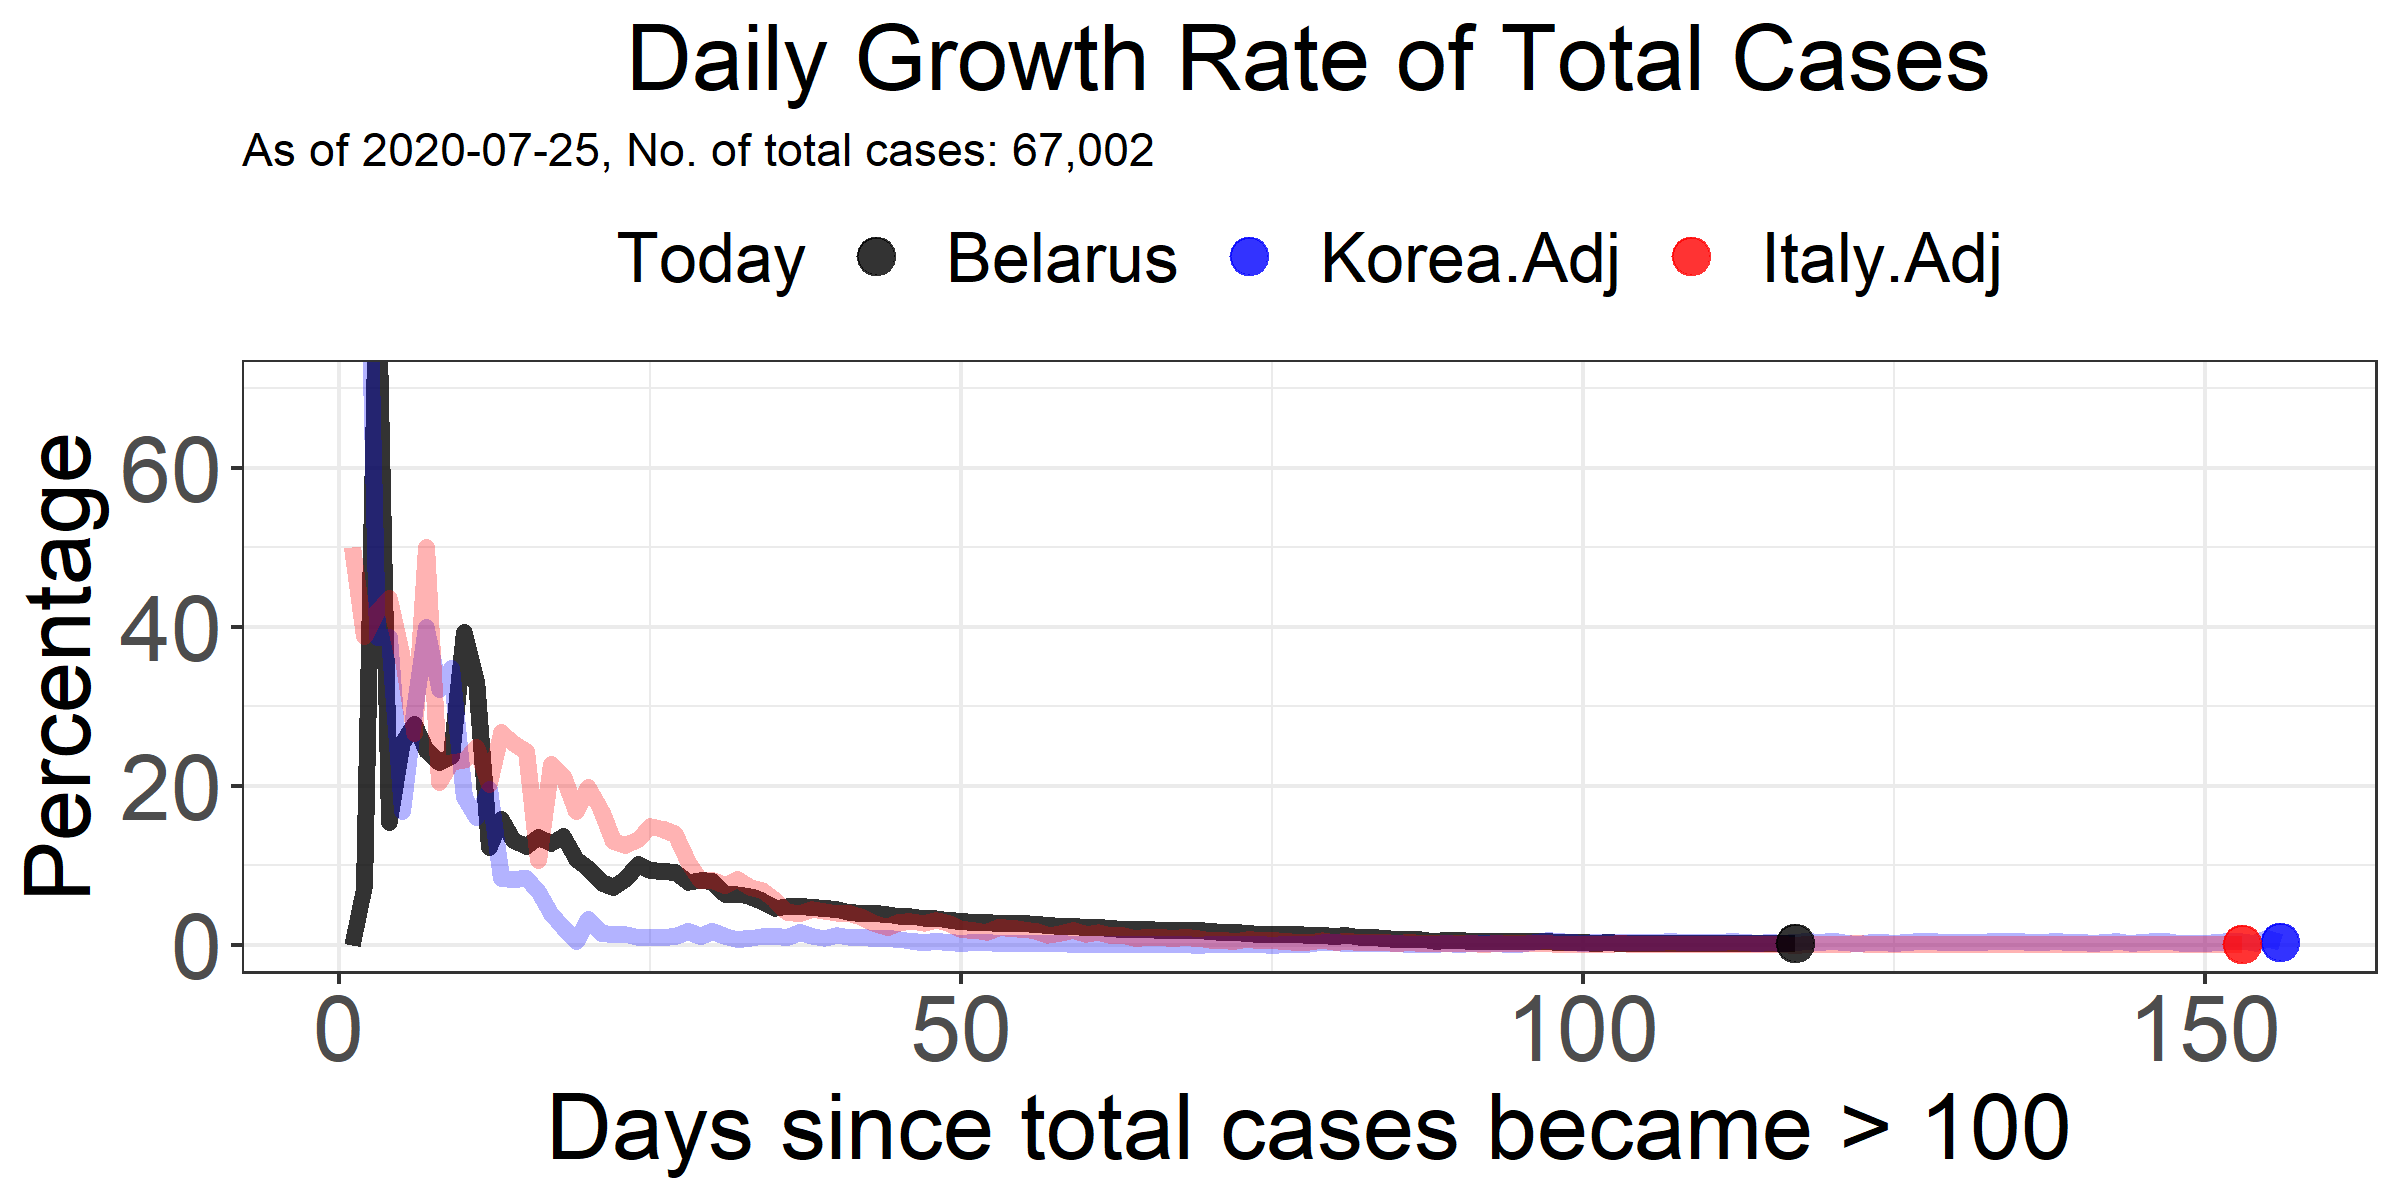 Daily Growth Rate of Total Cases
As of 2020-07-25, No. of total cases: 67,002
Today Belarus Korea.Adj Italy.Adj
Percentage
60
40
20
0
0 50 100 150
Days since total cases became > 100